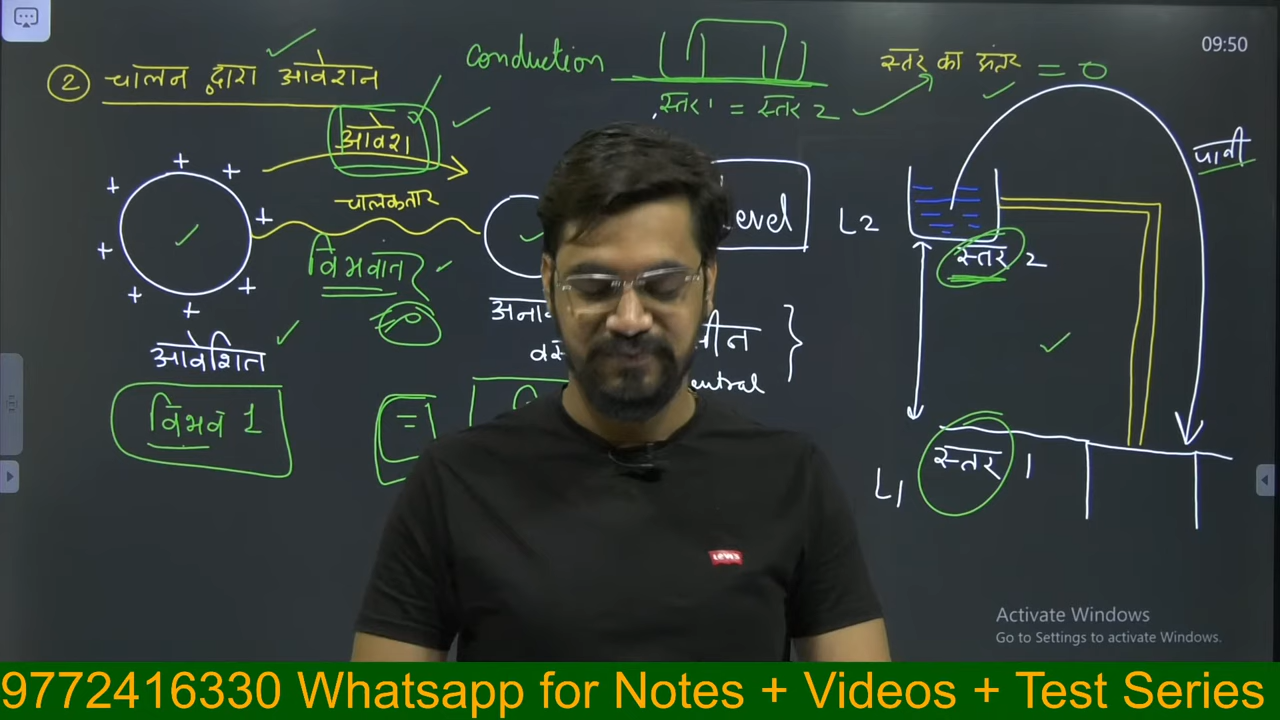 09:50
② चालन द्वारा आवेशन
conduction
स्तर 1 = स्तर 2
स्तर का अंतर = 0
आवेश
चालकतार
विभवांतर
आवेशित
विभव 1
=
Level
L2
स्तर 2
पानी
स्तर 1
L1
Levi's
Activate Windows
Go to Settings to activate Windows.
9772416330 Whatsapp for Notes + Videos + Test Series